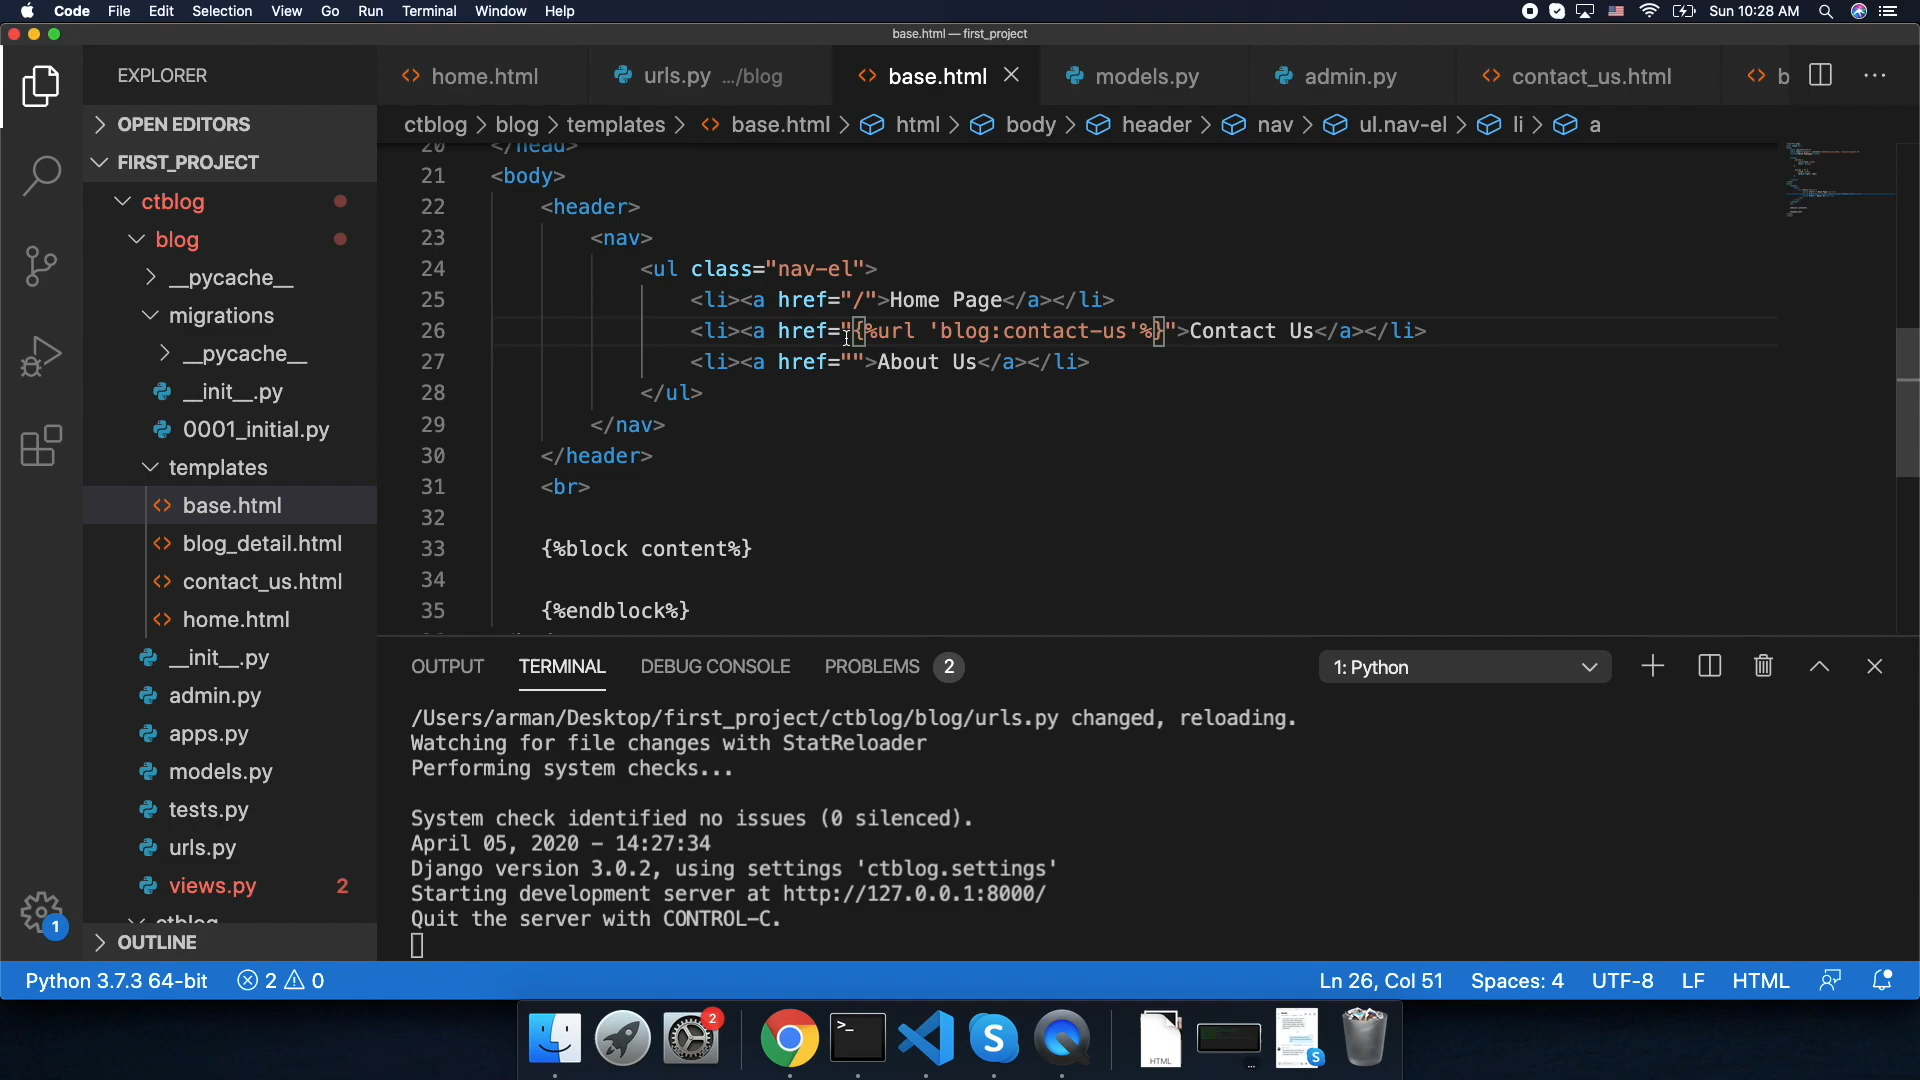 Code File Edit Selection View Go Run Terminal Window Help Sun 10:28 AM
base.html — first_project
EXPLORER
home.html urls.py .../blog base.html models.py admin.py contact_us.html b
OPEN EDITORS
ctblog > blog > templates > base.html > html > body > header > nav > ul.nav-el > li > a
FIRST_PROJECT
ctblog
blog
__pycache__
migrations
__pycache__
__init__.py
0001_initial.py
templates
base.html
blog_detail.html
contact_us.html
home.html
__init__.py
admin.py
apps.py
models.py
tests.py
urls.py
views.py 2
ctblog
OUTLINE
20 </head>
21 <body>
22 <header>
23 <nav>
24 <ul class="nav-el">
25 <li><a href="/">Home Page</a></li>
26 <li><a href="{%url 'blog:contact-us'%}">Contact Us</a></li>
27 <li><a href="">About Us</a></li>
28 </ul>
29 </nav>
30 </header>
31 <br>
32
33 {%block content%}
34
35 {%endblock%}
OUTPUT TERMINAL DEBUG CONSOLE PROBLEMS 2 1: Python
/Users/arman/Desktop/first_project/ctblog/blog/urls.py changed, reloading.
Watching for file changes with StatReloader
Performing system checks...
System check identified no issues (0 silenced).
April 05, 2020 - 14:27:34
Django version 3.0.2, using settings 'ctblog.settings'
Starting development server at http://127.0.0.1:8000/
Quit the server with CONTROL-C.
1
Python 3.7.3 64-bit 2 0 Ln 26, Col 51 Spaces: 4 UTF-8 LF HTML
2
HTML